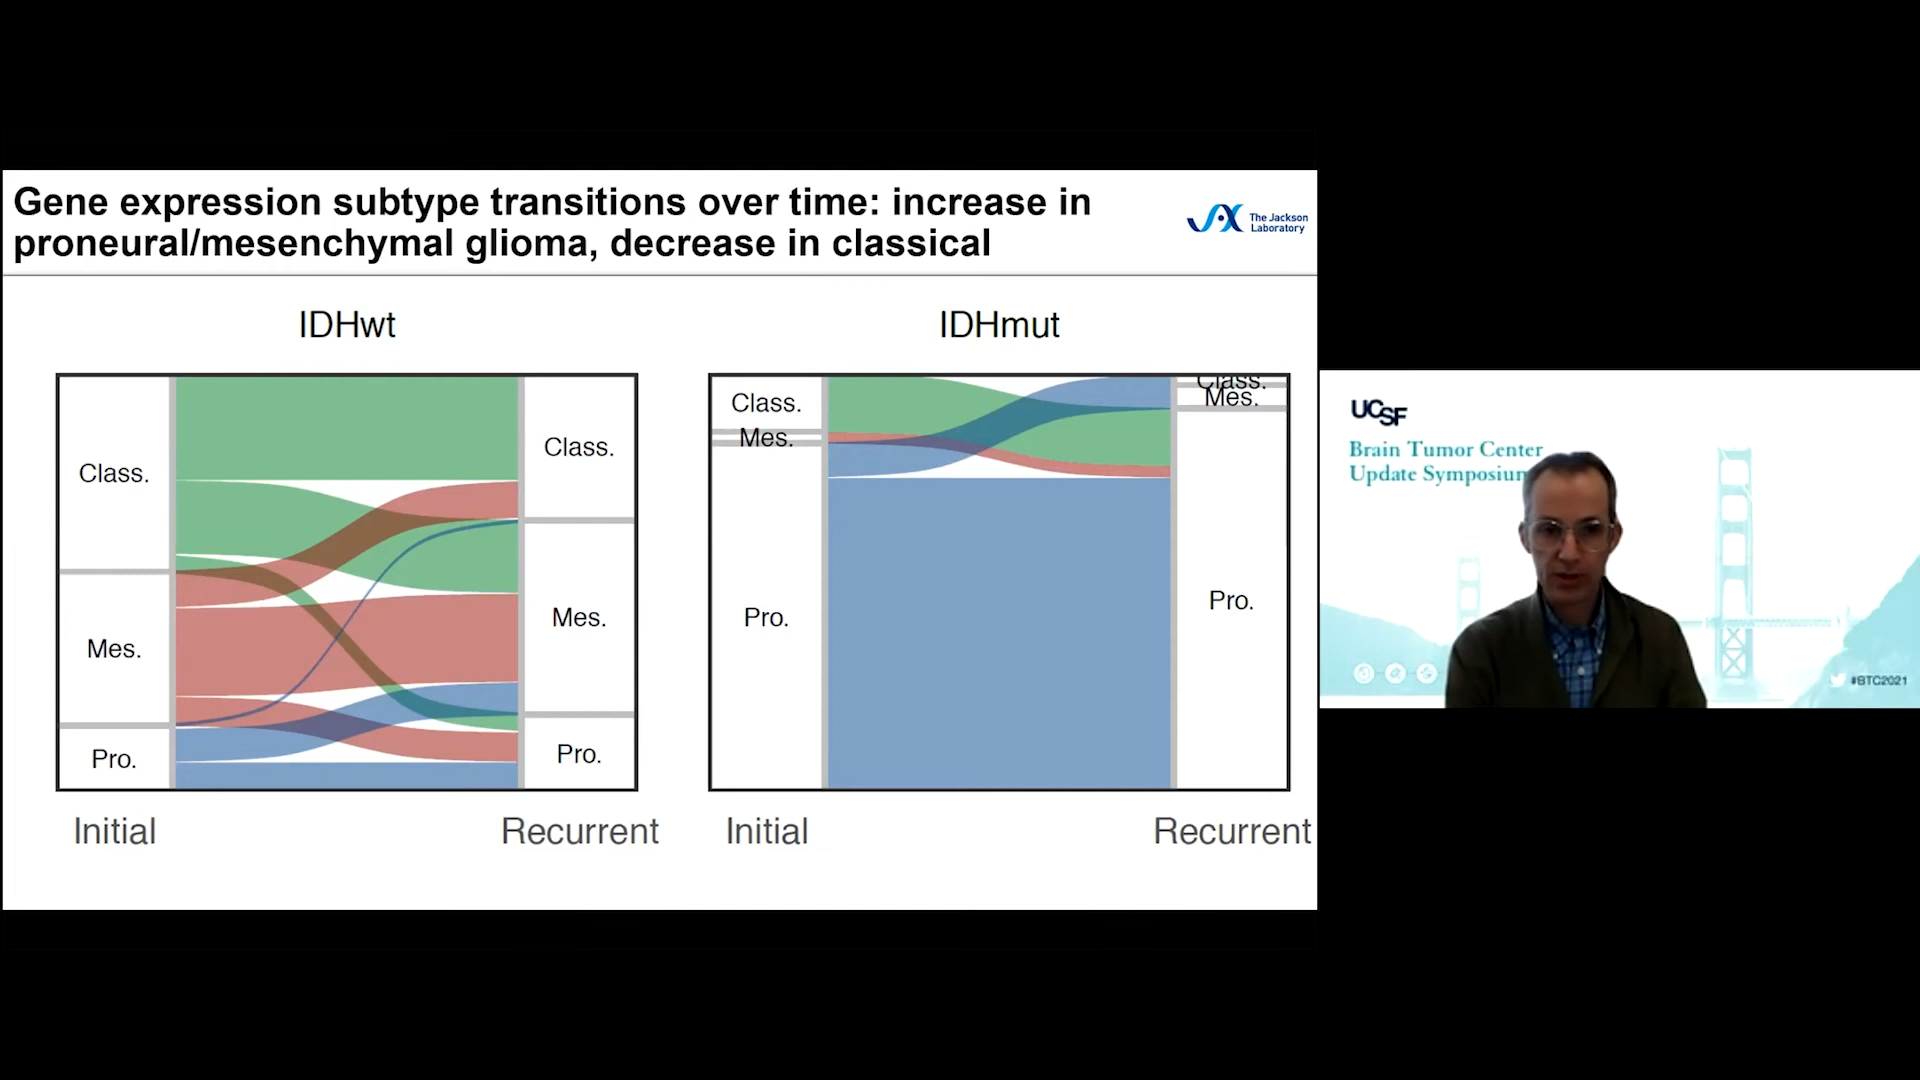 Gene expression subtype transitions over time: increase in
proneural/mesenchymal glioma, decrease in classical
The Jackson
Laboratory
IDHwt
Class.
Mes.
Pro.
Class.
Mes.
Pro.
Initial
Recurrent
IDHmut
Class.
Mes.
Pro.
Class.
Mes.
Pro.
Initial
Recurrent
UCSF
Brain Tumor Center
Update Symposium
#BTC2021